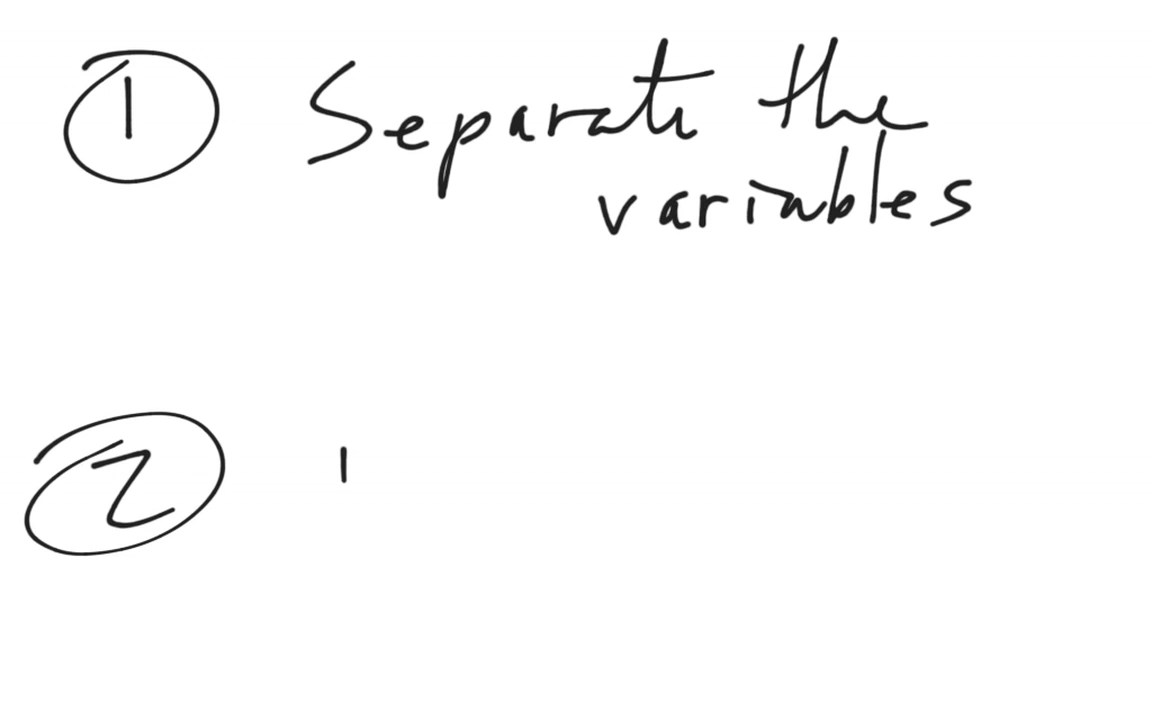 ① Separate the
variables
② I